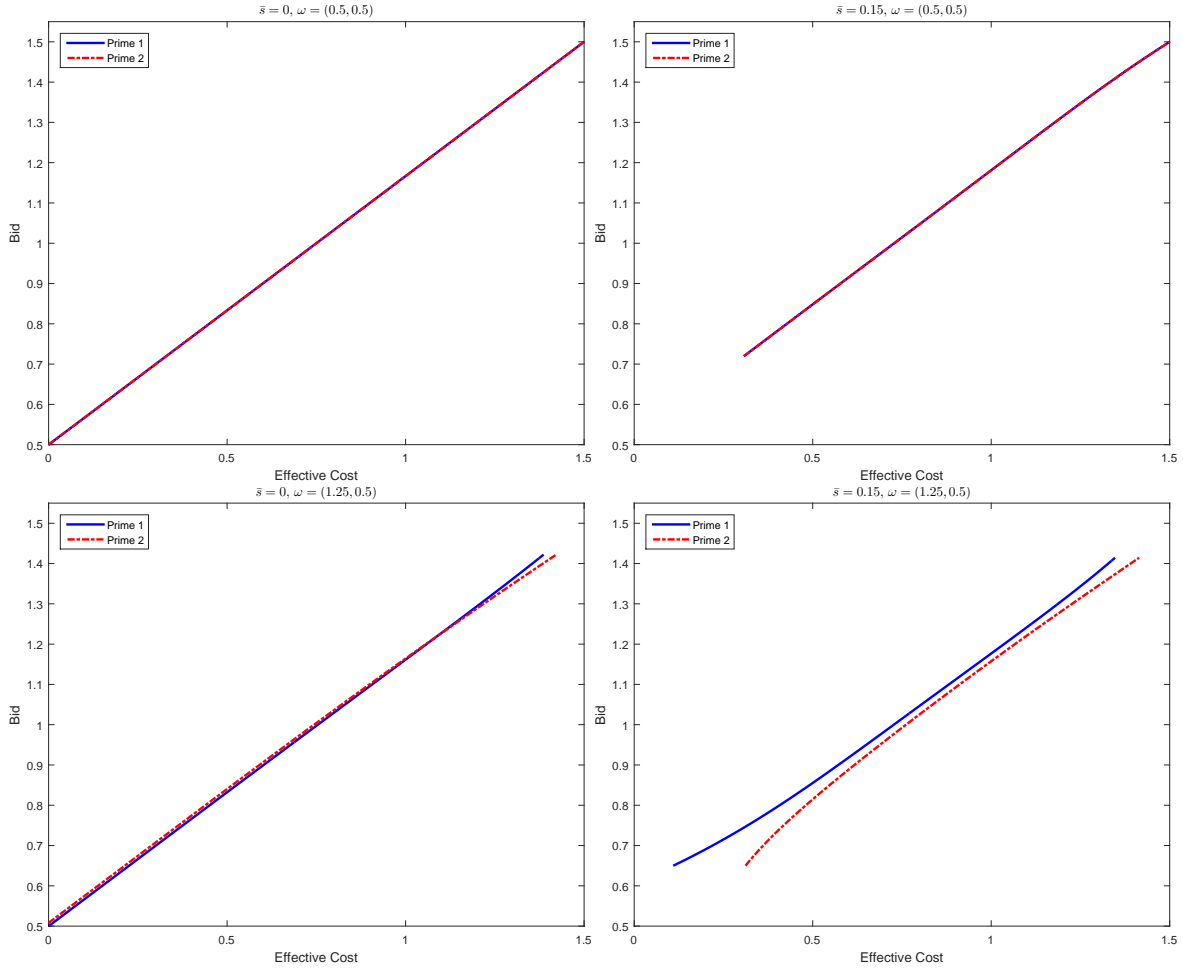 $\bar{s} = 0, \omega = (0.5, 0.5)$
Prime 1
Prime 2
1.5
1.4
1.3
1.2
1.1
1
0.9
0.8
0.7
0.6
0.5
Bid
0 0.5 1 1.5
Effective Cost
$\bar{s} = 0.15, \omega = (0.5, 0.5)$
Prime 1
Prime 2
1.5
1.4
1.3
1.2
1.1
1
0.9
0.8
0.7
0.6
0.5
Bid
0 0.5 1 1.5
Effective Cost
$\bar{s} = 0, \omega = (1.25, 0.5)$
Prime 1
Prime 2
1.5
1.4
1.3
1.2
1.1
1
0.9
0.8
0.7
0.6
0.5
Bid
0 0.5 1 1.5
Effective Cost
$\bar{s} = 0.15, \omega = (1.25, 0.5)$
Prime 1
Prime 2
1.5
1.4
1.3
1.2
1.1
1
0.9
0.8
0.7
0.6
0.5
Bid
0 0.5 1 1.5
Effective Cost